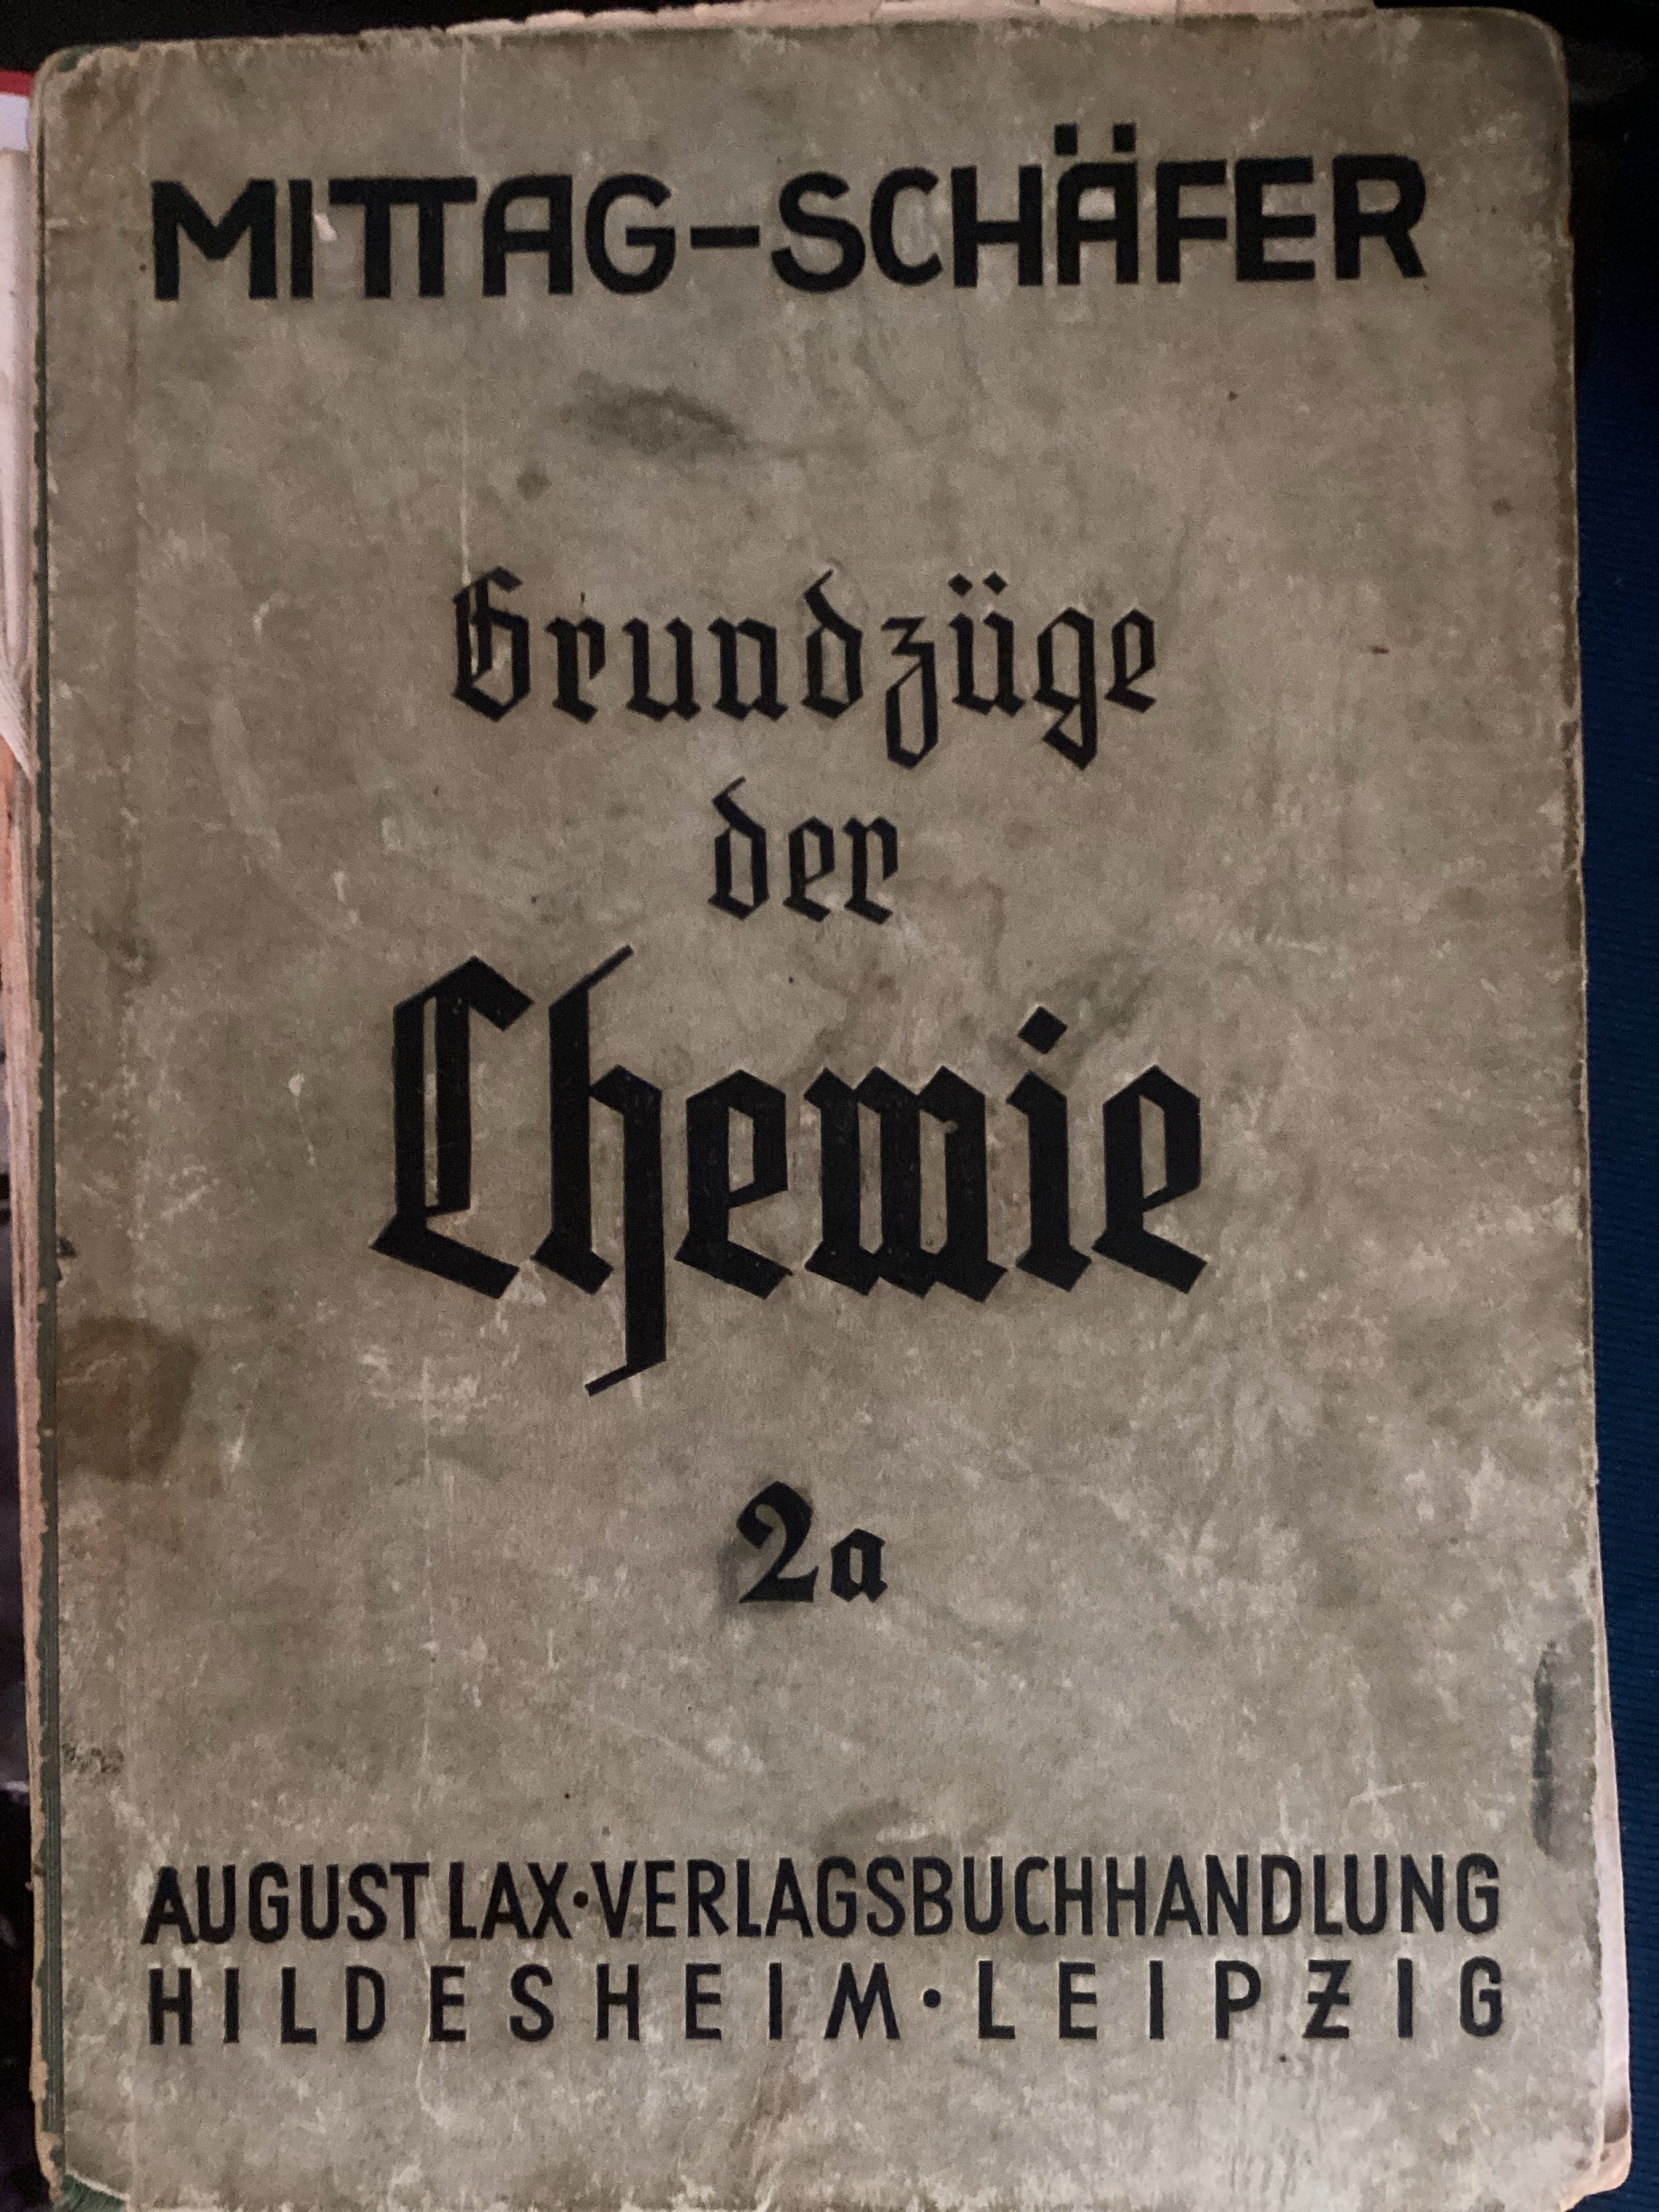 MITTAG-SCHÄFER
Grundzüge
der
Chemie
2a
AUGUST LAX·VERLAGSBUCHHANDLUNG
HILDESHEIM·LEIPZIG